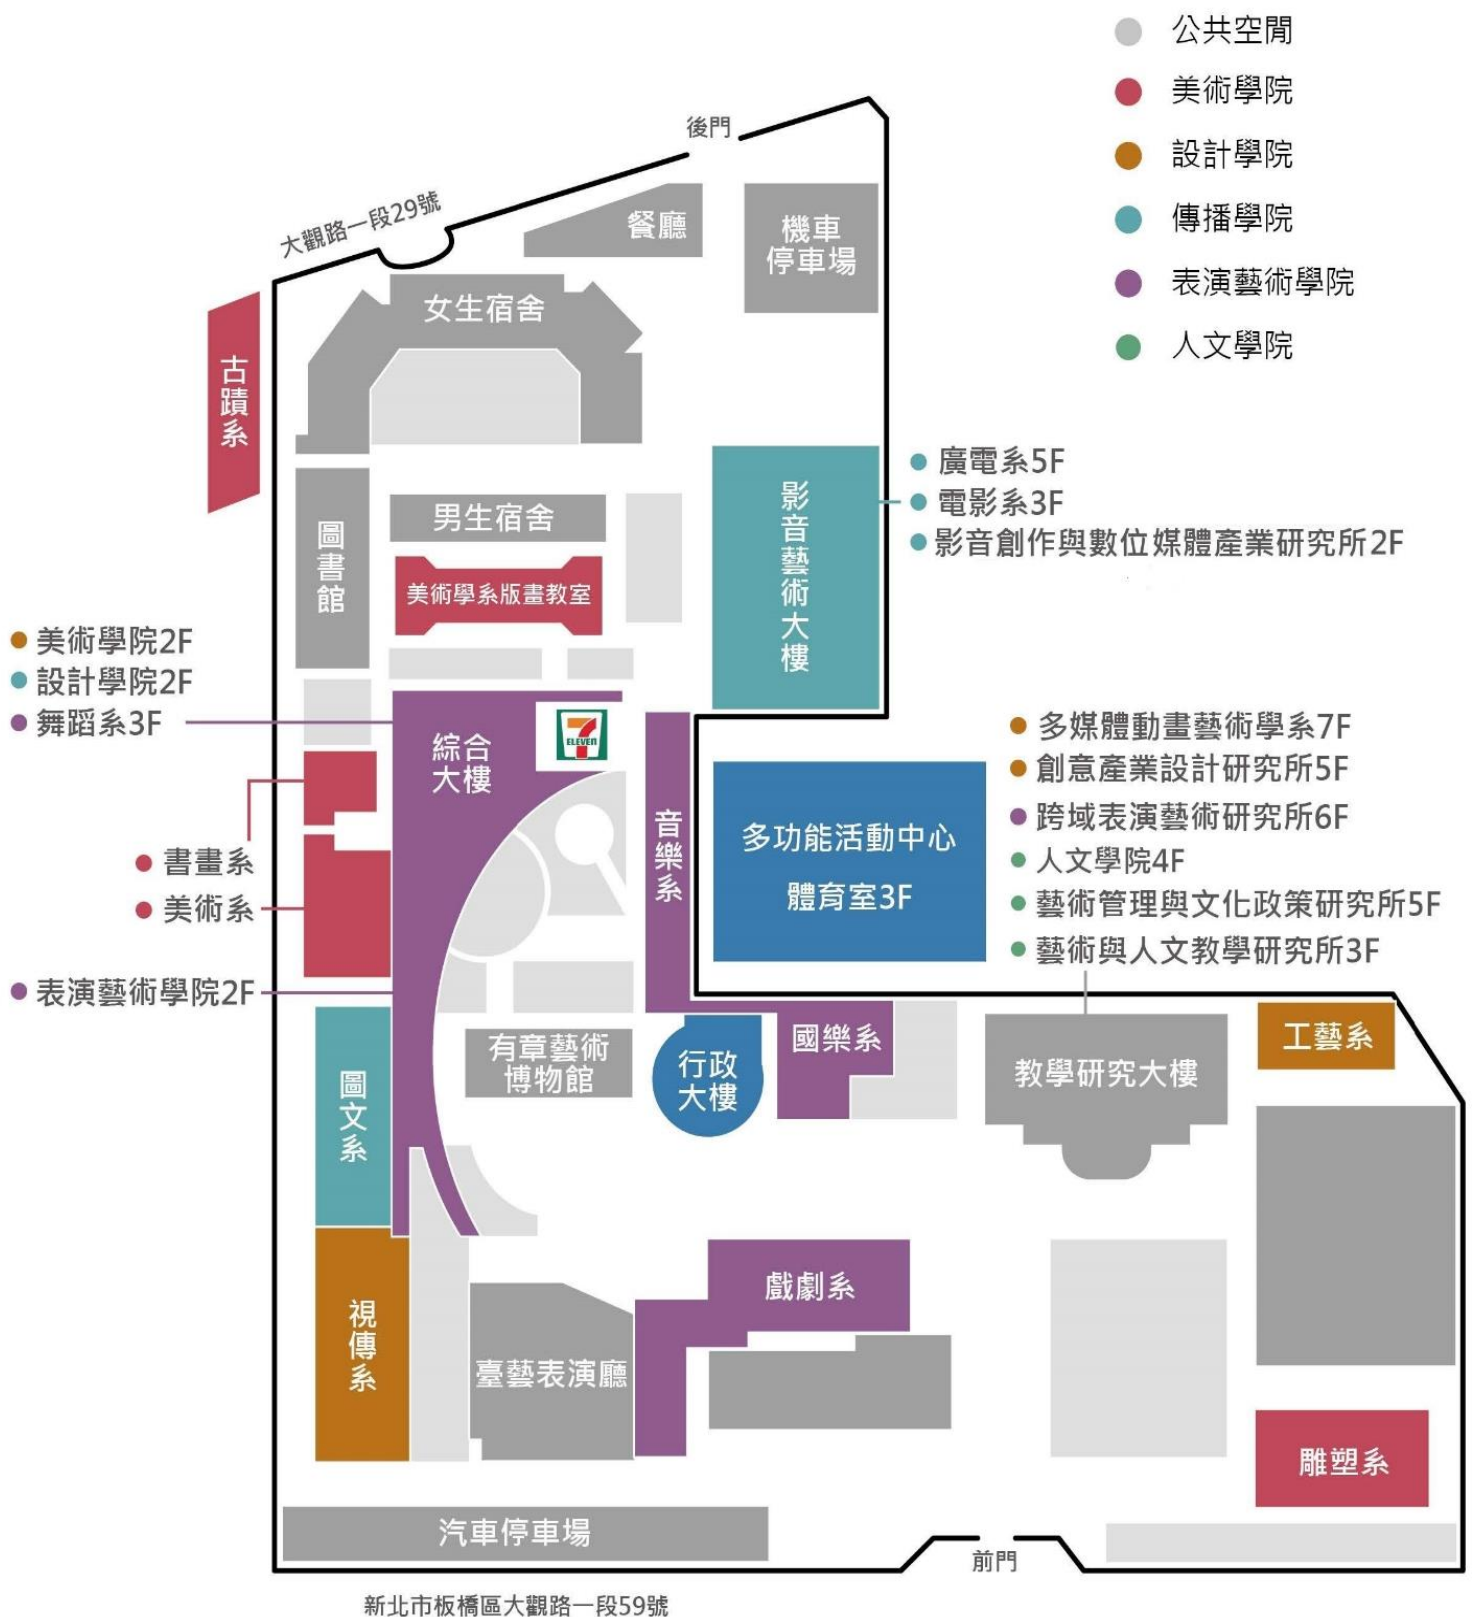 公共空間
美術學院
設計學院
傳播學院
表演藝術學院
人文學院
後門
大觀路一段29號
餐廳
機車
停車場
女生宿舍
古蹟系
圖書館
男生宿舍
美術學系版畫教室
影音藝術大樓
廣電系5F
電影系3F
影音創作與數位媒體產業研究所2F
美術學院2F
設計學院2F
舞蹈系3F
綜合
大樓
7
ELEVEN
音樂系
多功能活動中心
體育室3F
多媒體動畫藝術學系7F
創意產業設計研究所5F
跨域表演藝術研究所6F
人文學院4F
藝術管理與文化政策研究所5F
藝術與人文教學研究所3F
書畫系
美術系
表演藝術學院2F
圖文系
有章藝術
博物館
行政
大樓
國樂系
教學研究大樓
工藝系
視傳系
臺藝表演廳
戲劇系
雕塑系
汽車停車場
前門
新北市板橋區大觀路一段59號